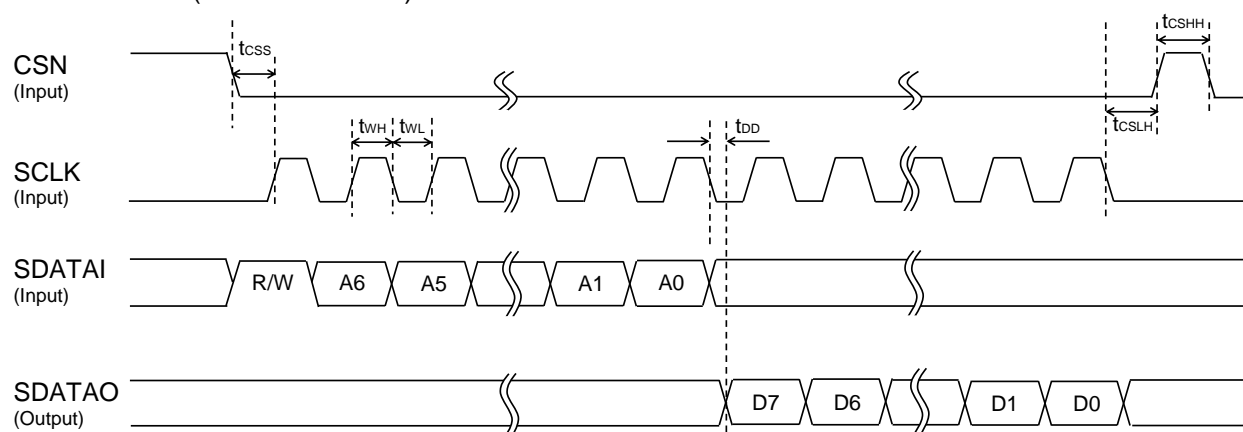 tCSS
tCSHH
CSN
(Input)
tCSLH
tWH tWL
tDD
SCLK
(Input)
SDATAI
(Input)
R/W A6 A5 A1 A0
SDATAO
(Output)
D7 D6 D1 D0